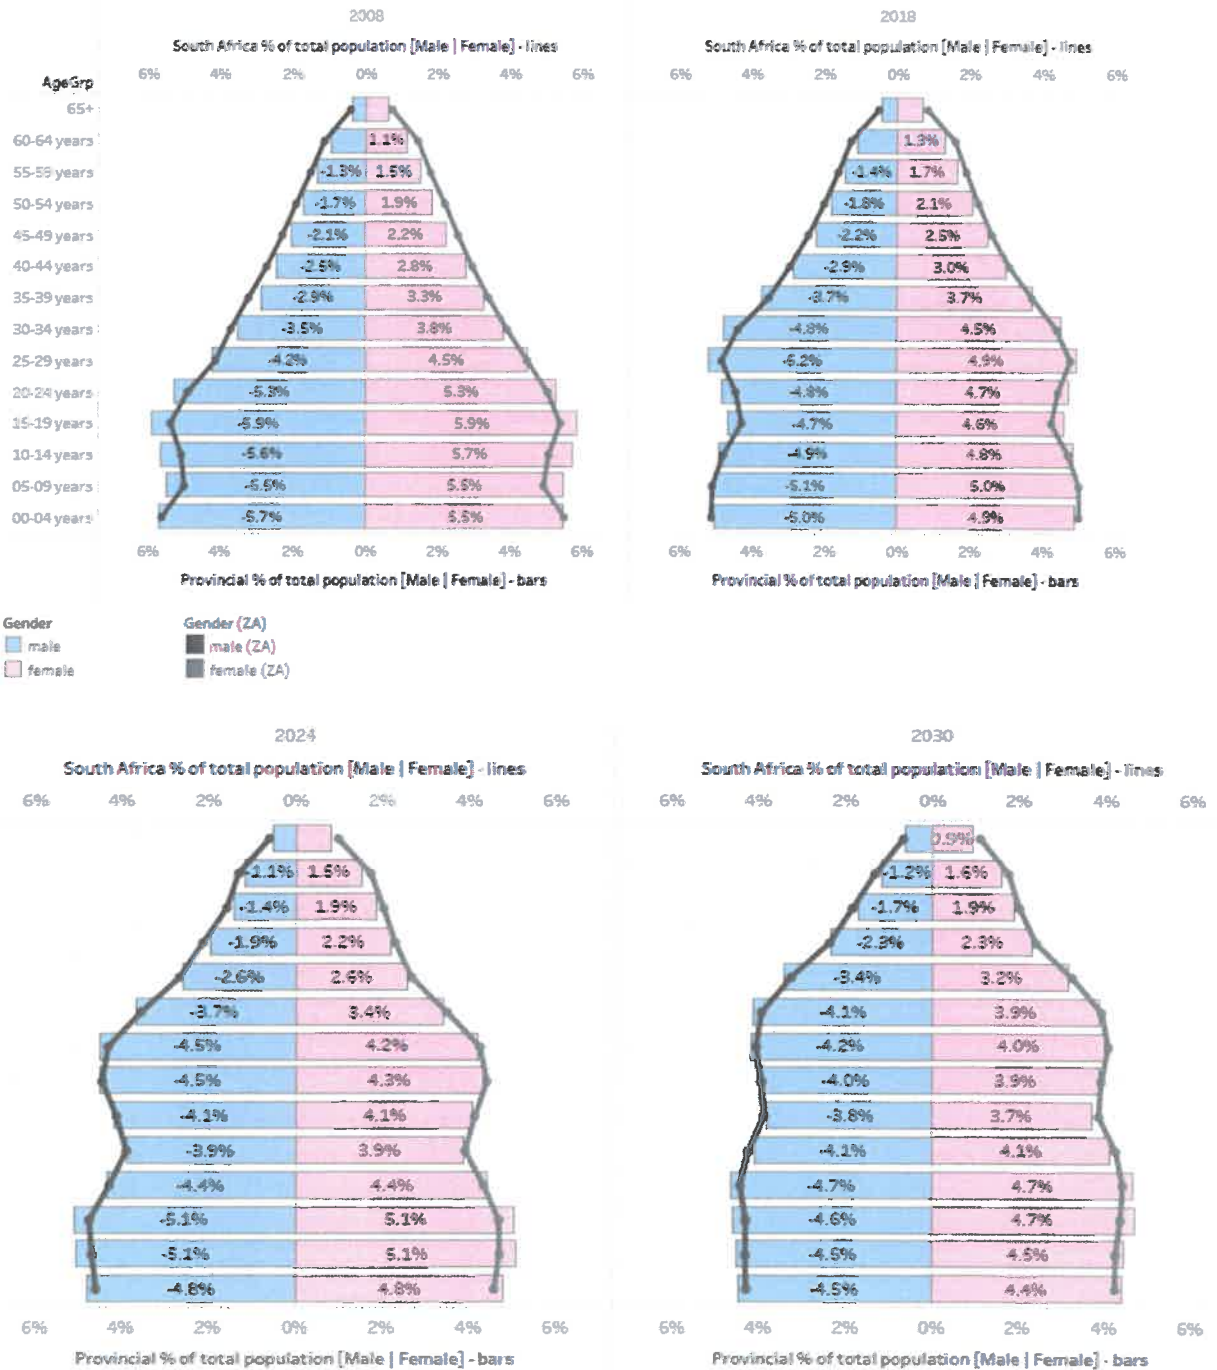 2008
South Africa % of total population [Male | Female] - lines
AgeGrp
6% 4% 2% 0% 2% 4% 6%
65+
60-64 years 1.1%
55-59 years -1.3% 1.5%
50-54 years -1.7% 1.9%
45-49 years -2.1% 2.2%
40-44 years -2.5% 2.8%
35-39 years -2.9% 3.3%
30-34 years -3.5% 3.8%
25-29 years -4.2% 4.5%
20-24 years -5.3% 5.3%
15-19 years -5.9% 5.9%
10-14 years -5.6% 5.7%
05-09 years -5.5% 5.5%
00-04 years -5.7% 5.5%
6% 4% 2% 0% 2% 4% 6%
Provincial % of total population [Male | Female] - bars
2018
South Africa % of total population [Male | Female] - lines
6% 4% 2% 0% 2% 4% 6%
1.3%
-1.4% 1.7%
-1.8% 2.1%
-2.2% 2.5%
-2.9% 3.0%
-3.7% 3.7%
-4.8% 4.5%
-5.2% 4.9%
-4.8% 4.7%
-4.7% 4.6%
-4.9% 4.8%
-5.1% 5.0%
-5.0% 4.9%
6% 4% 2% 0% 2% 4% 6%
Provincial % of total population [Male | Female] - bars
Gender
male
female
Gender (ZA)
male (ZA)
female (ZA)
2024
South Africa % of total population [Male | Female] - lines
6% 4% 2% 0% 2% 4% 6%
-1.1% 1.5%
-1.4% 1.9%
-1.9% 2.2%
-2.6% 2.6%
-3.7% 3.4%
-4.5% 4.2%
-4.5% 4.3%
-4.1% 4.1%
-3.9% 3.9%
-4.4% 4.4%
-5.1% 5.1%
-5.1% 5.1%
-4.8% 4.8%
6% 4% 2% 0% 2% 4% 6%
Provincial % of total population [Male | Female] - bars
2030
South Africa % of total population [Male | Female] - lines
6% 4% 2% 0% 2% 4% 6%
0.9%
-1.2% 1.6%
-1.7% 1.9%
-2.3% 2.3%
-3.4% 3.2%
-4.1% 3.9%
-4.2% 4.0%
-4.0% 3.9%
-3.8% 3.7%
-4.1% 4.1%
-4.7% 4.7%
-4.6% 4.7%
-4.5% 4.5%
-4.5% 4.4%
6% 4% 2% 0% 2% 4% 6%
Provincial % of total population [Male | Female] - bars